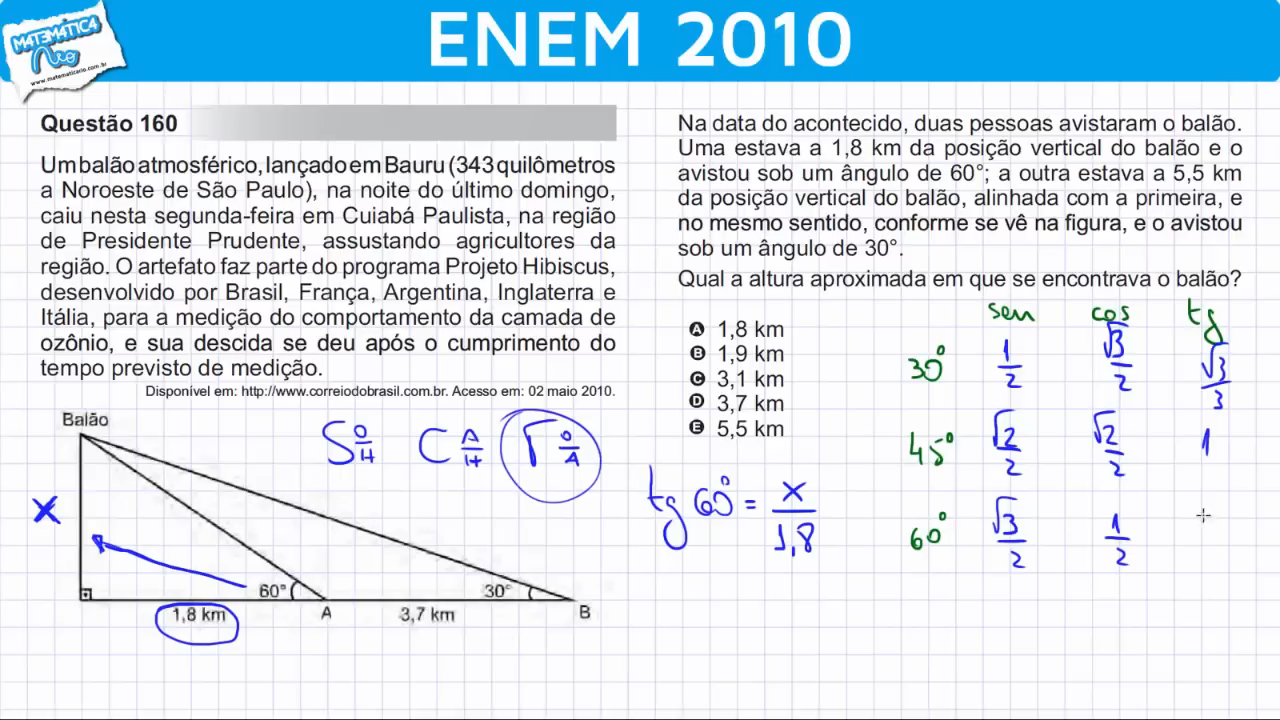 MATEMÁTICA
Rio
www.matematicario.com.br
ENEM 2010
Questão 160
Um balão atmosférico, lançado em Bauru (343 quilômetros
a Noroeste de São Paulo), na noite do último domingo,
caiu nesta segunda-feira em Cuiabá Paulista, na região
de Presidente Prudente, assustando agricultores da
região. O artefato faz parte do programa Projeto Hibiscus,
desenvolvido por Brasil, França, Argentina, Inglaterra e
Itália, para a medição do comportamento da camada de
ozônio, e sua descida se deu após o cumprimento do
tempo previsto de medição.
Disponível em: http://www.correiodobrasil.com.br. Acesso em: 02 maio 2010.
Balão
X
60°
30°
1,8 km
A
3,7 km
B
S O/H C A/H T O/A
Na data do acontecido, duas pessoas avistaram o balão.
Uma estava a 1,8 km da posição vertical do balão e o
avistou sob um ângulo de 60°; a outra estava a 5,5 km
da posição vertical do balão, alinhada com a primeira, e
no mesmo sentido, conforme se vê na figura, e o avistou
sob um ângulo de 30°.
Qual a altura aproximada em que se encontrava o balão?
A 1,8 km
B 1,9 km
C 3,1 km
D 3,7 km
E 5,5 km
tg 60° = x/1,8
sen cos tg
30° 1/2 √3/2 √3/3
45° √2/2 √2/2 1
60° √3/2 1/2